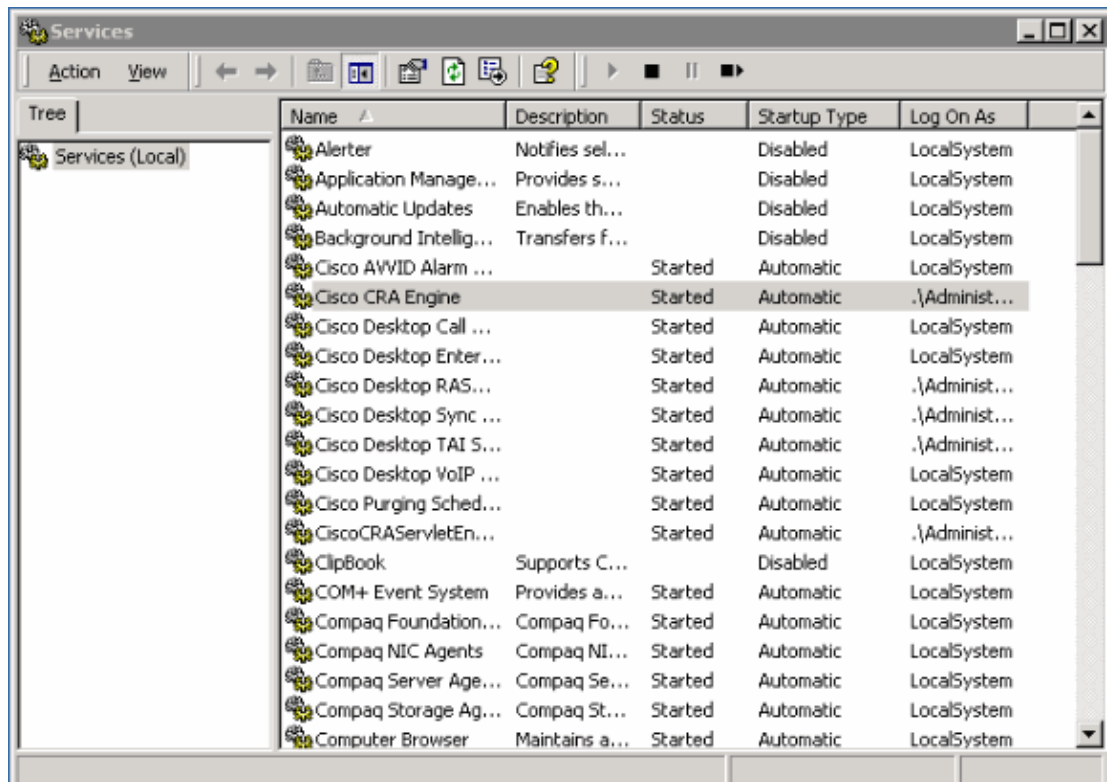 Services
Action View
Tree
Name Description Status Startup Type Log On As
Services (Local)
Alerter Notifies sel... Disabled LocalSystem
Application Manage... Provides s... Disabled LocalSystem
Automatic Updates Enables th... Disabled LocalSystem
Background Intellig... Transfers f... Disabled LocalSystem
Cisco AVVID Alarm ... Started Automatic LocalSystem
Cisco CRA Engine Started Automatic .\Administ...
Cisco Desktop Call ... Started Automatic LocalSystem
Cisco Desktop Enter... Started Automatic LocalSystem
Cisco Desktop RAS... Started Automatic .\Administ...
Cisco Desktop Sync ... Started Automatic .\Administ...
Cisco Desktop TAI S... Started Automatic .\Administ...
Cisco Desktop VoIP ... Started Automatic LocalSystem
Cisco Purging Sched... Started Automatic LocalSystem
CiscoCRAServletEn... Started Automatic .\Administ...
ClipBook Supports C... Disabled LocalSystem
COM+ Event System Provides a... Started Automatic LocalSystem
Compaq Foundation... Compaq Fo... Started Automatic LocalSystem
Compaq NIC Agents Compaq NI... Started Automatic LocalSystem
Compaq Server Age... Compaq Se... Started Automatic LocalSystem
Compaq Storage Ag... Compaq St... Started Automatic LocalSystem
Computer Browser Maintains a... Started Automatic LocalSystem